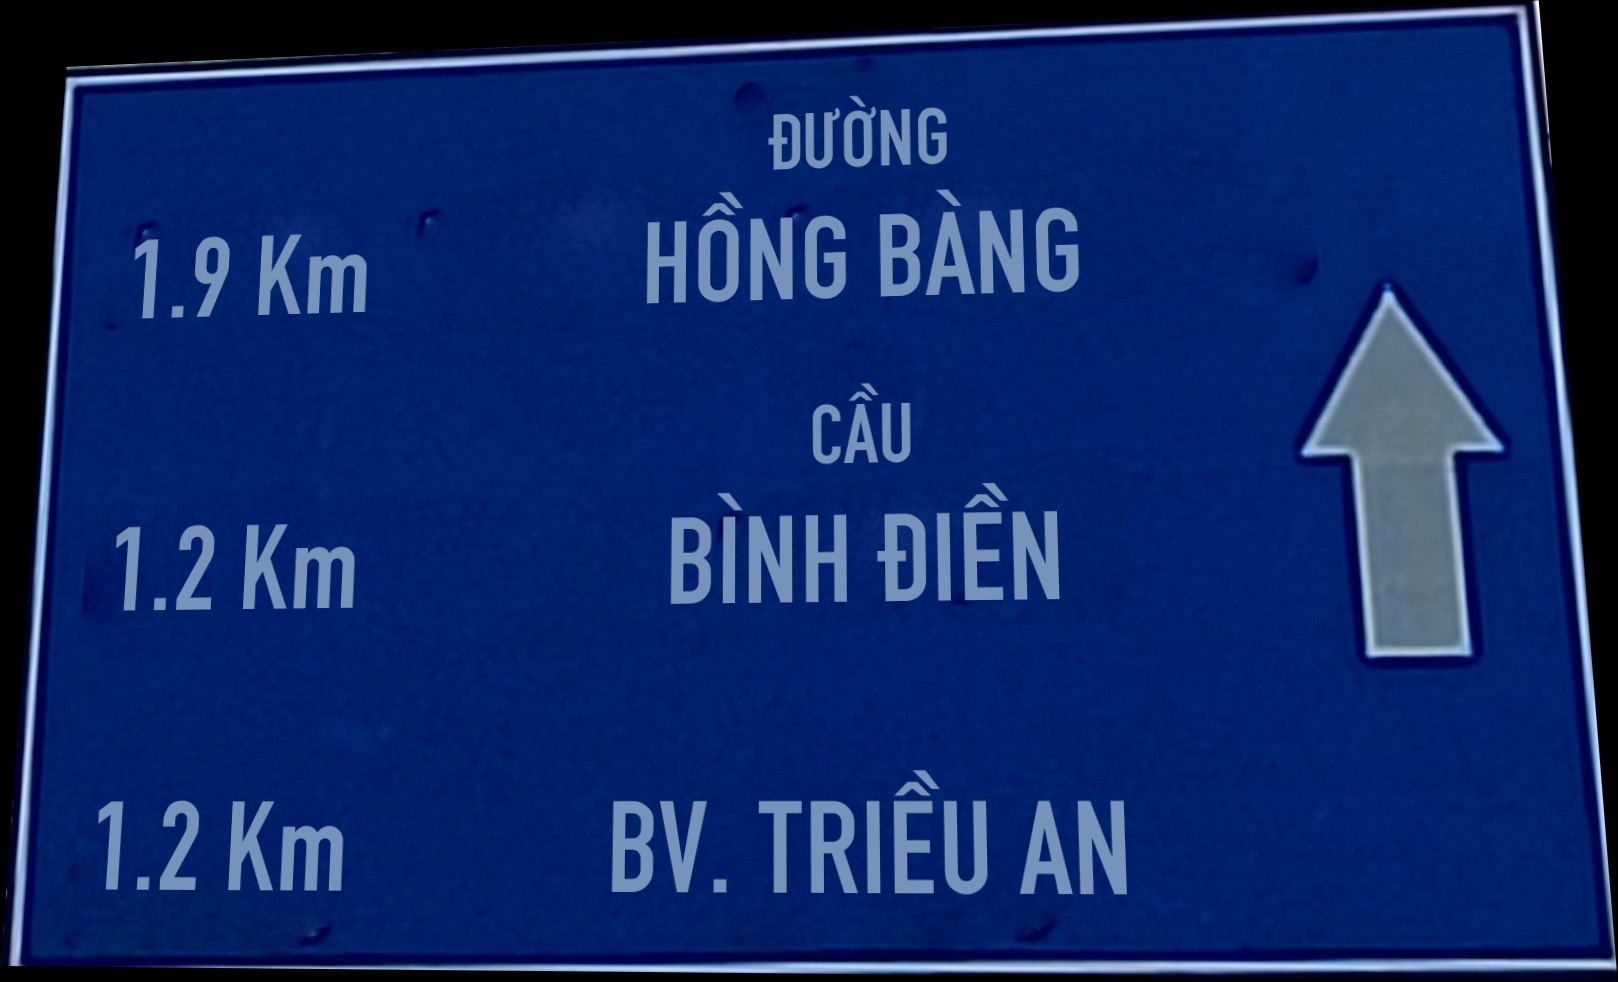 ĐƯỜNG
1.9 Km HỒNG BÀNG
CẦU
1.2 Km BÌNH ĐIỀN
1.2 Km BV. TRIỀU AN